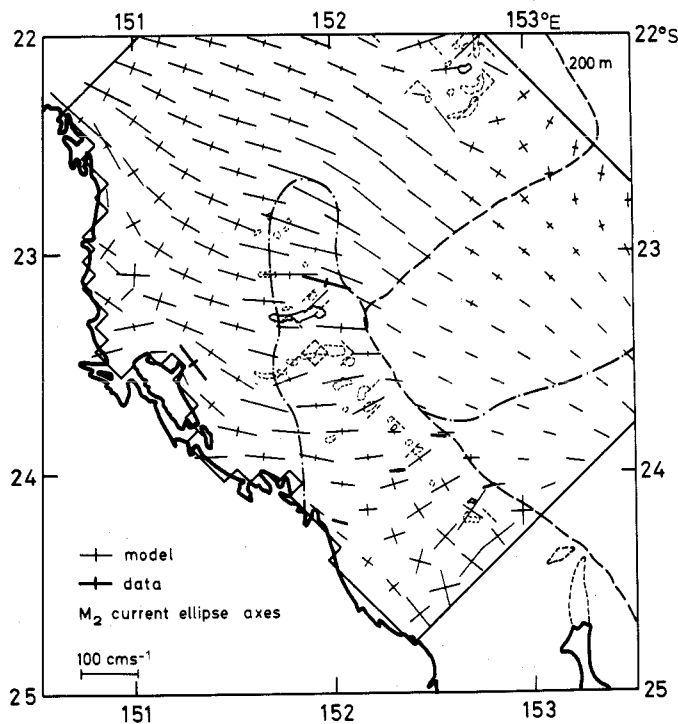 151 152 153°E
22 22°S
200 m
23 23
24 24
model
data
M₂ current ellipse axes
100 cms⁻¹
25 25
151 152 153